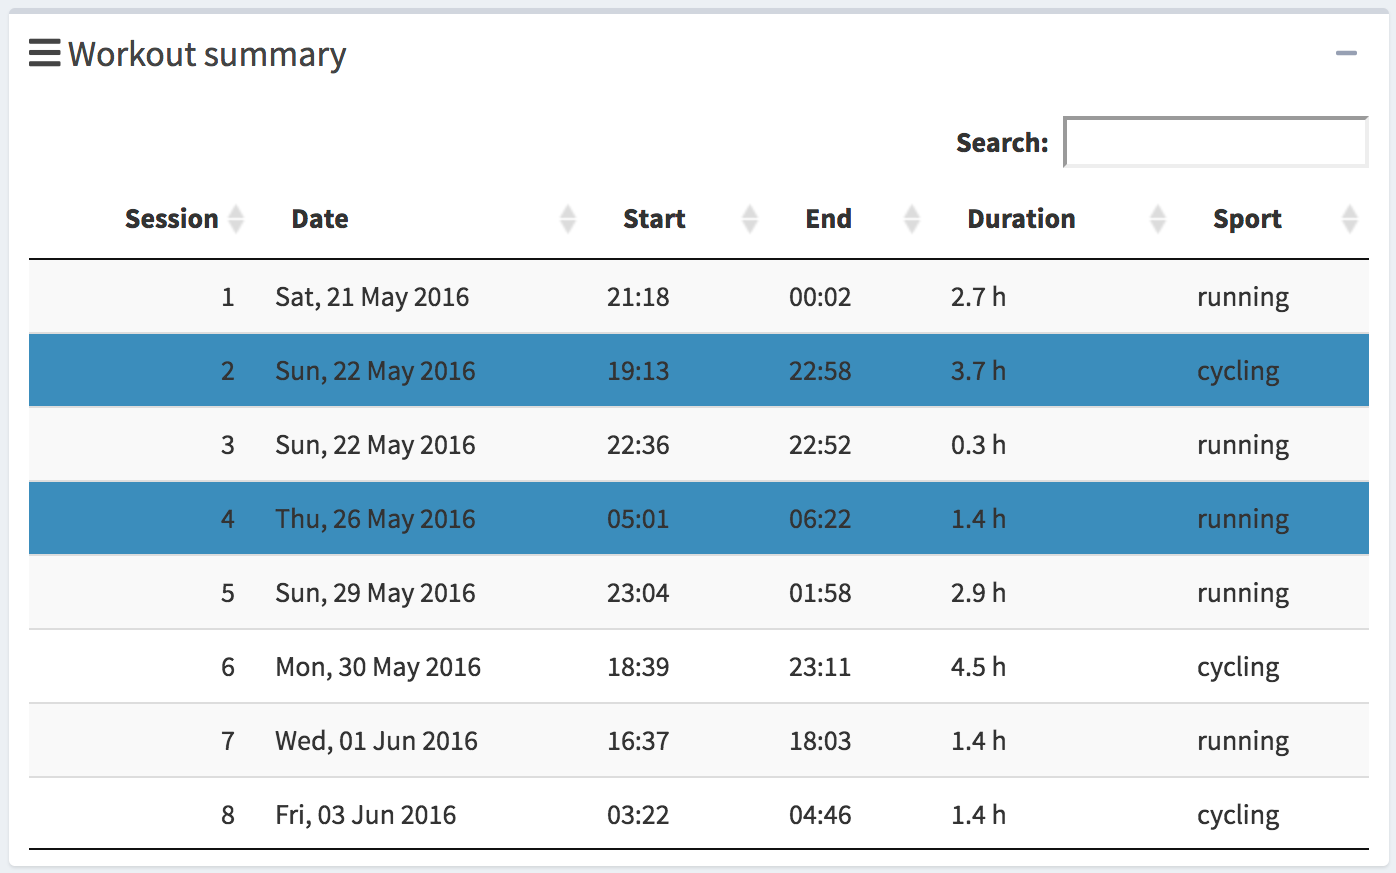 Workout summary
Search:
Session Date Start End Duration Sport
1 Sat, 21 May 2016 21:18 00:02 2.7 h running
2 Sun, 22 May 2016 19:13 22:58 3.7 h cycling
3 Sun, 22 May 2016 22:36 22:52 0.3 h running
4 Thu, 26 May 2016 05:01 06:22 1.4 h running
5 Sun, 29 May 2016 23:04 01:58 2.9 h running
6 Mon, 30 May 2016 18:39 23:11 4.5 h cycling
7 Wed, 01 Jun 2016 16:37 18:03 1.4 h running
8 Fri, 03 Jun 2016 03:22 04:46 1.4 h cycling